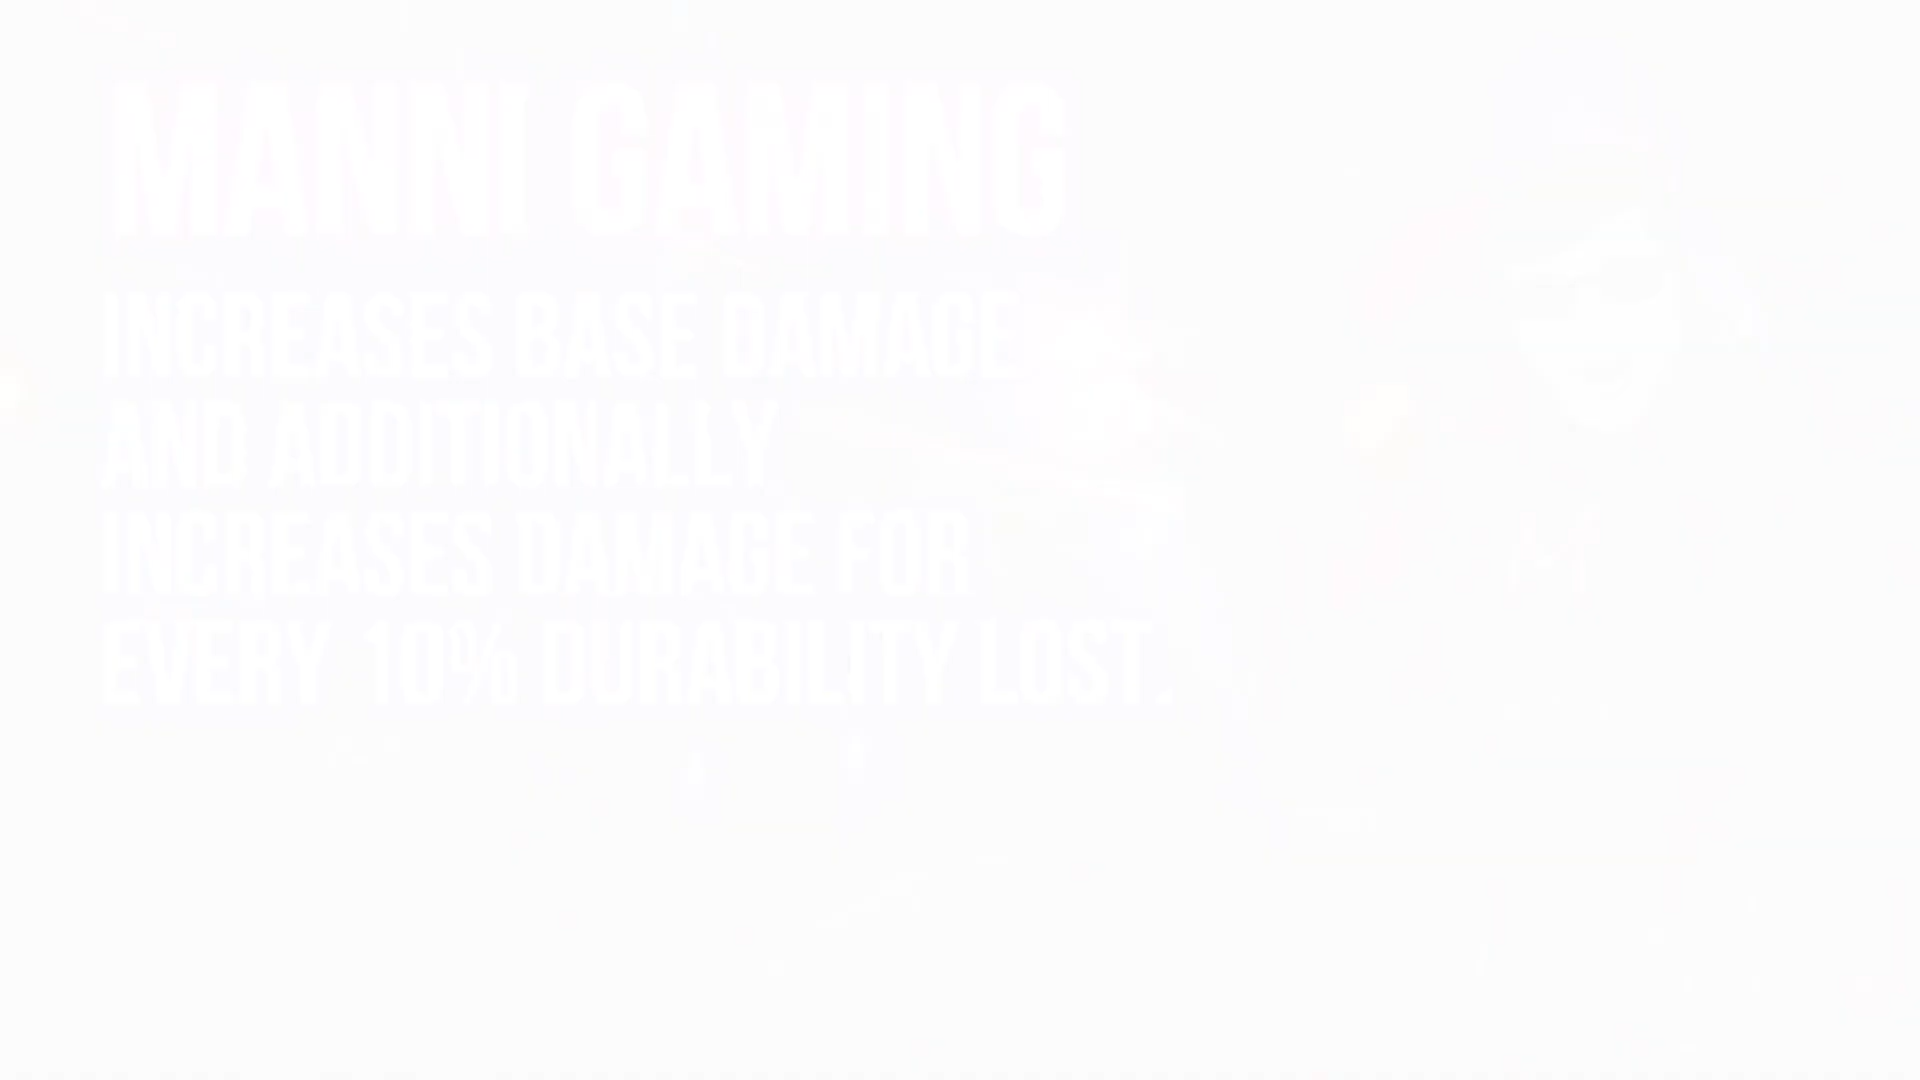 MANNI GAMING
INCREASES BASE DAMAGE
AND ADDITIONALLY
INCREASES DAMAGE FOR
EVERY 10% DURABILITY LOST.